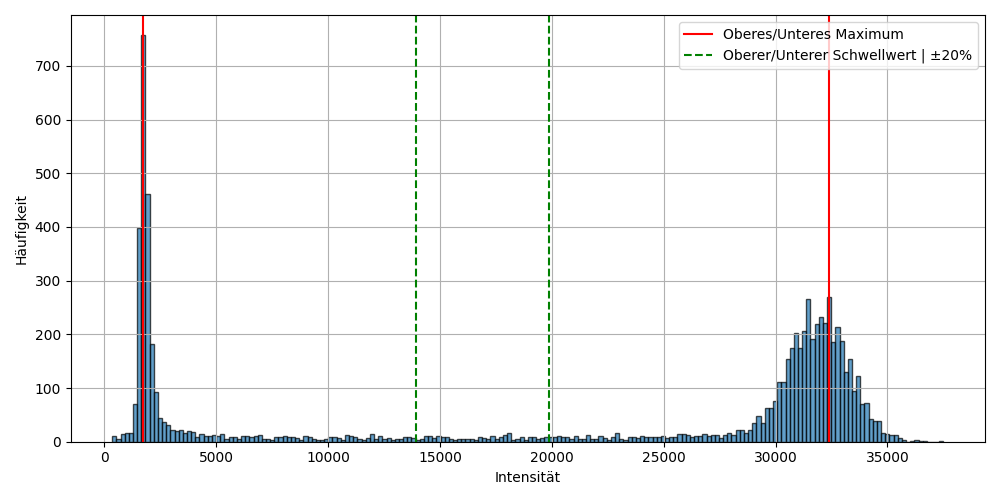 Oberes/Unteres Maximum
Oberer/Unterer Schwellwert | ±20%
Häufigkeit
700
600
500
400
300
200
100
0
0 5000 10000 15000 20000 25000 30000 35000
Intensität